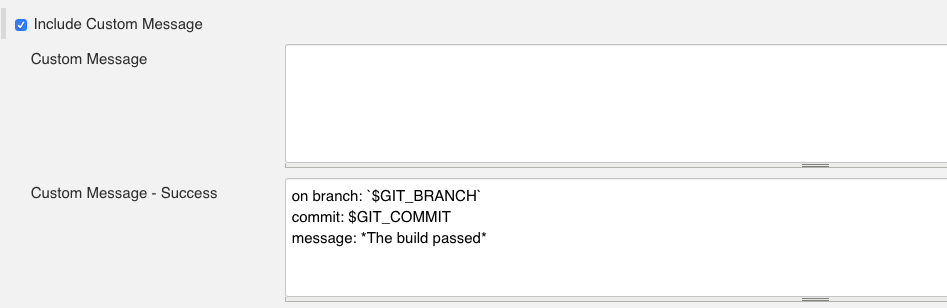 Include Custom Message
Custom Message
Custom Message - Success
on branch: `$GIT_BRANCH`
commit: $GIT_COMMIT
message: *The build passed*